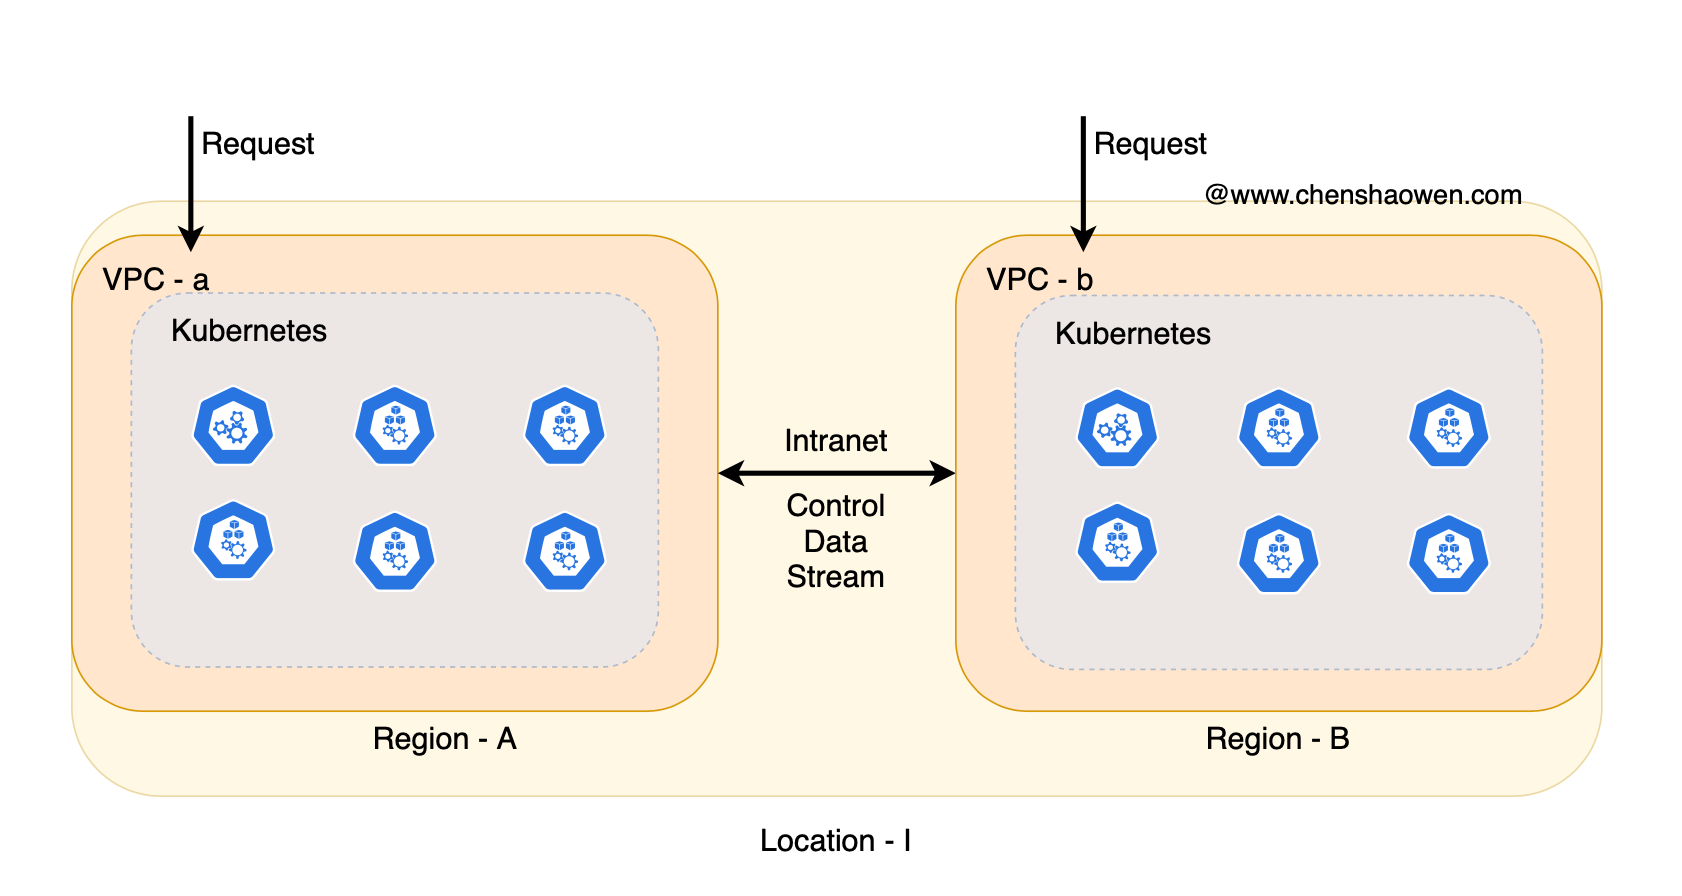 Request
Request
@www.chenshaowen.com
VPC - a
VPC - b
Kubernetes
Kubernetes
Intranet
Control
Data
Stream
Region - A
Region - B
Location - I